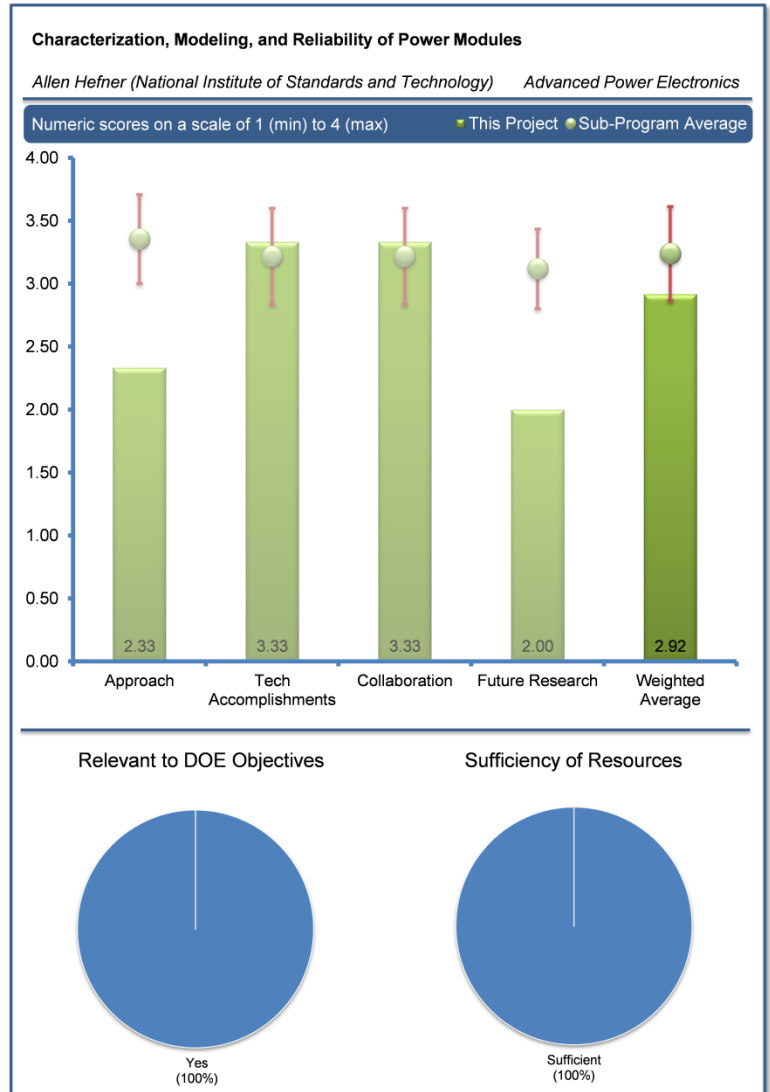 Characterization, Modeling, and Reliability of Power Modules
Allen Hefner (National Institute of Standards and Technology) Advanced Power Electronics
Numeric scores on a scale of 1 (min) to 4 (max) This Project Sub-Program Average
4.00
3.50
3.00
2.50
2.00
1.50
1.00
0.50
0.00
2.33 3.33 3.33 2.00 2.92
Approach Tech Collaboration Future Research Weighted
Accomplishments Average
Relevant to DOE Objectives Sufficiency of Resources
Yes Sufficient
(100%) (100%)